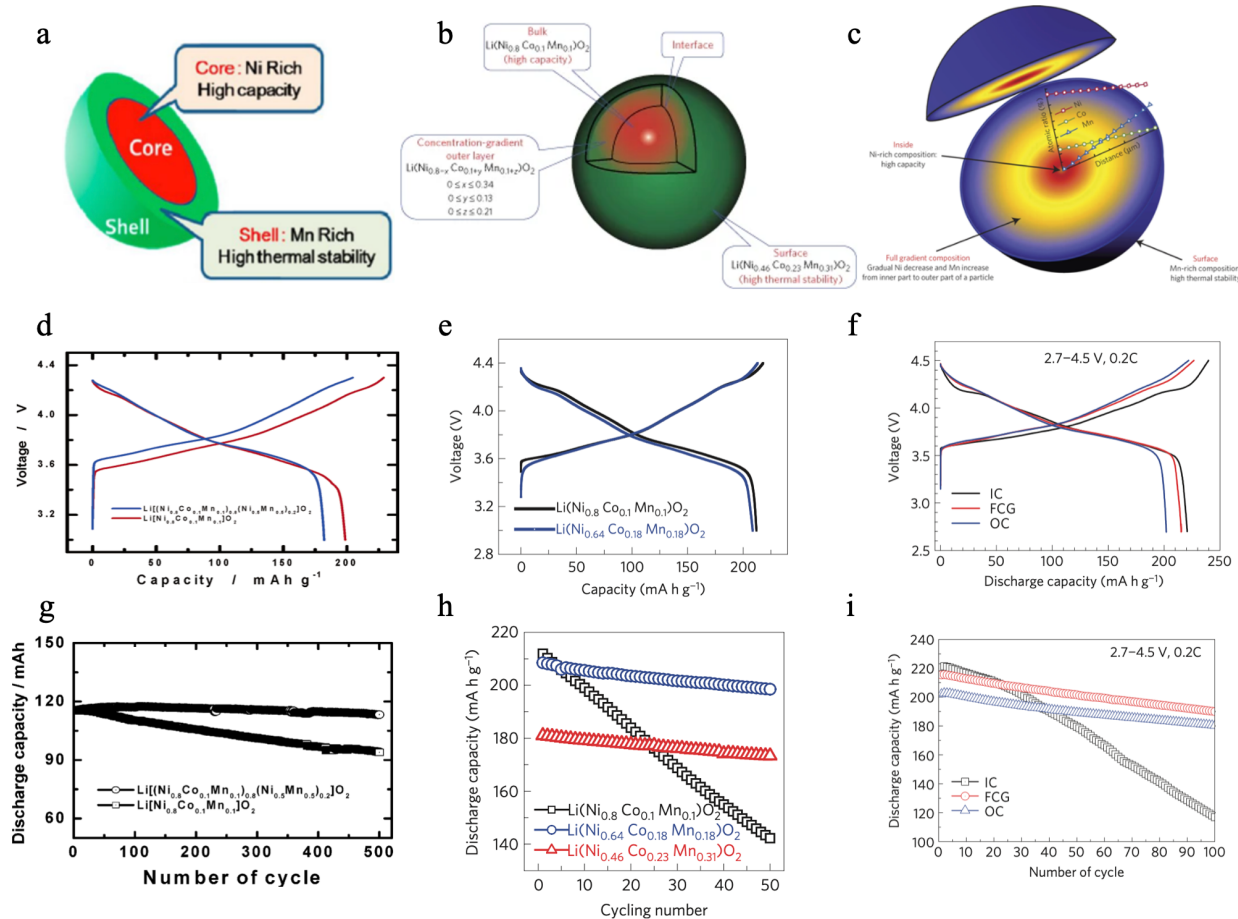 a
Core : Ni Rich
High capacity
Core
Shell
Shell : Mn Rich
High thermal stability
b
Bulk
Li(Ni0.8 Co0.1 Mn0.1)O2
(high capacity)
Interface
Concentration-gradient
outer layer
Li(Ni0.8−x Co0.1+y Mn0.1+z)O2
0 ≤ x ≤ 0.34
0 ≤ y ≤ 0.13
0 ≤ z ≤ 0.21
Surface
Li(Ni0.46 Co0.23 Mn0.31)O2
(high thermal stability)
c
Ni
Co
Mn
Atomic ratio (%)
Distance (μm)
Inside
Ni-rich composition:
high capacity
Full gradient composition
Gradual Ni decrease and Mn increase
from inner part to outer part of a particle
Surface
Mn-rich composition:
high thermal stability
d
4.4
4.0
3.6
3.2
Voltage / V
Li[(Ni0.8Co0.1Mn0.1)0.8(Ni0.5Mn0.5)0.2]O2
Li[Ni0.8Co0.1Mn0.1]O2
0 50 100 150 200
Capacity / mAh g−1
e
4.4
4.0
3.6
3.2
2.8
Voltage (V)
Li(Ni0.8 Co0.1 Mn0.1)O2
Li(Ni0.64 Co0.18 Mn0.18)O2
0 50 100 150 200
Capacity (mA h g−1)
f
2.7−4.5 V, 0.2C
4.5
4.0
3.5
3.0
2.5
Voltage (V)
IC
FCG
OC
0 50 100 150 200 250
Discharge capacity (mA h g−1)
g
150
120
90
60
Discharge capacity / mAh
Li[(Ni0.8Co0.1Mn0.1)0.8(Ni0.5Mn0.5)0.2]O2
Li[Ni0.8Co0.1Mn0.1]O2
0 100 200 300 400 500
Number of cycle
h
220
200
180
160
140
Discharge capacity (mA h g−1)
Li(Ni0.8 Co0.1 Mn0.1)O2
Li(Ni0.64 Co0.18 Mn0.18)O2
Li(Ni0.46 Co0.23 Mn0.31)O2
0 10 20 30 40 50
Cycling number
i
2.7−4.5 V, 0.2C
240
220
200
180
160
140
120
100
Discharge capacity (mA h g−1)
IC
FCG
OC
0 10 20 30 40 50 60 70 80 90 100
Number of cycle